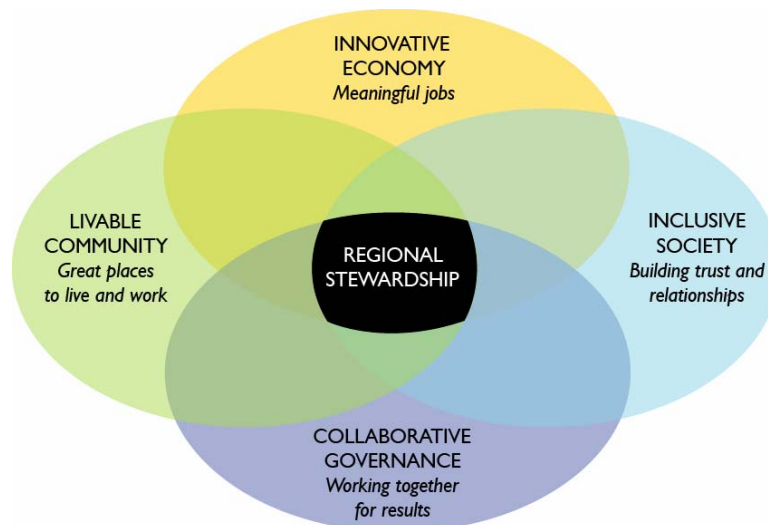 INNOVATIVE
ECONOMY
Meaningful jobs
LIVABLE
COMMUNITY
Great places
to live and work
REGIONAL
STEWARDSHIP
INCLUSIVE
SOCIETY
Building trust and
relationships
COLLABORATIVE
GOVERNANCE
Working together
for results